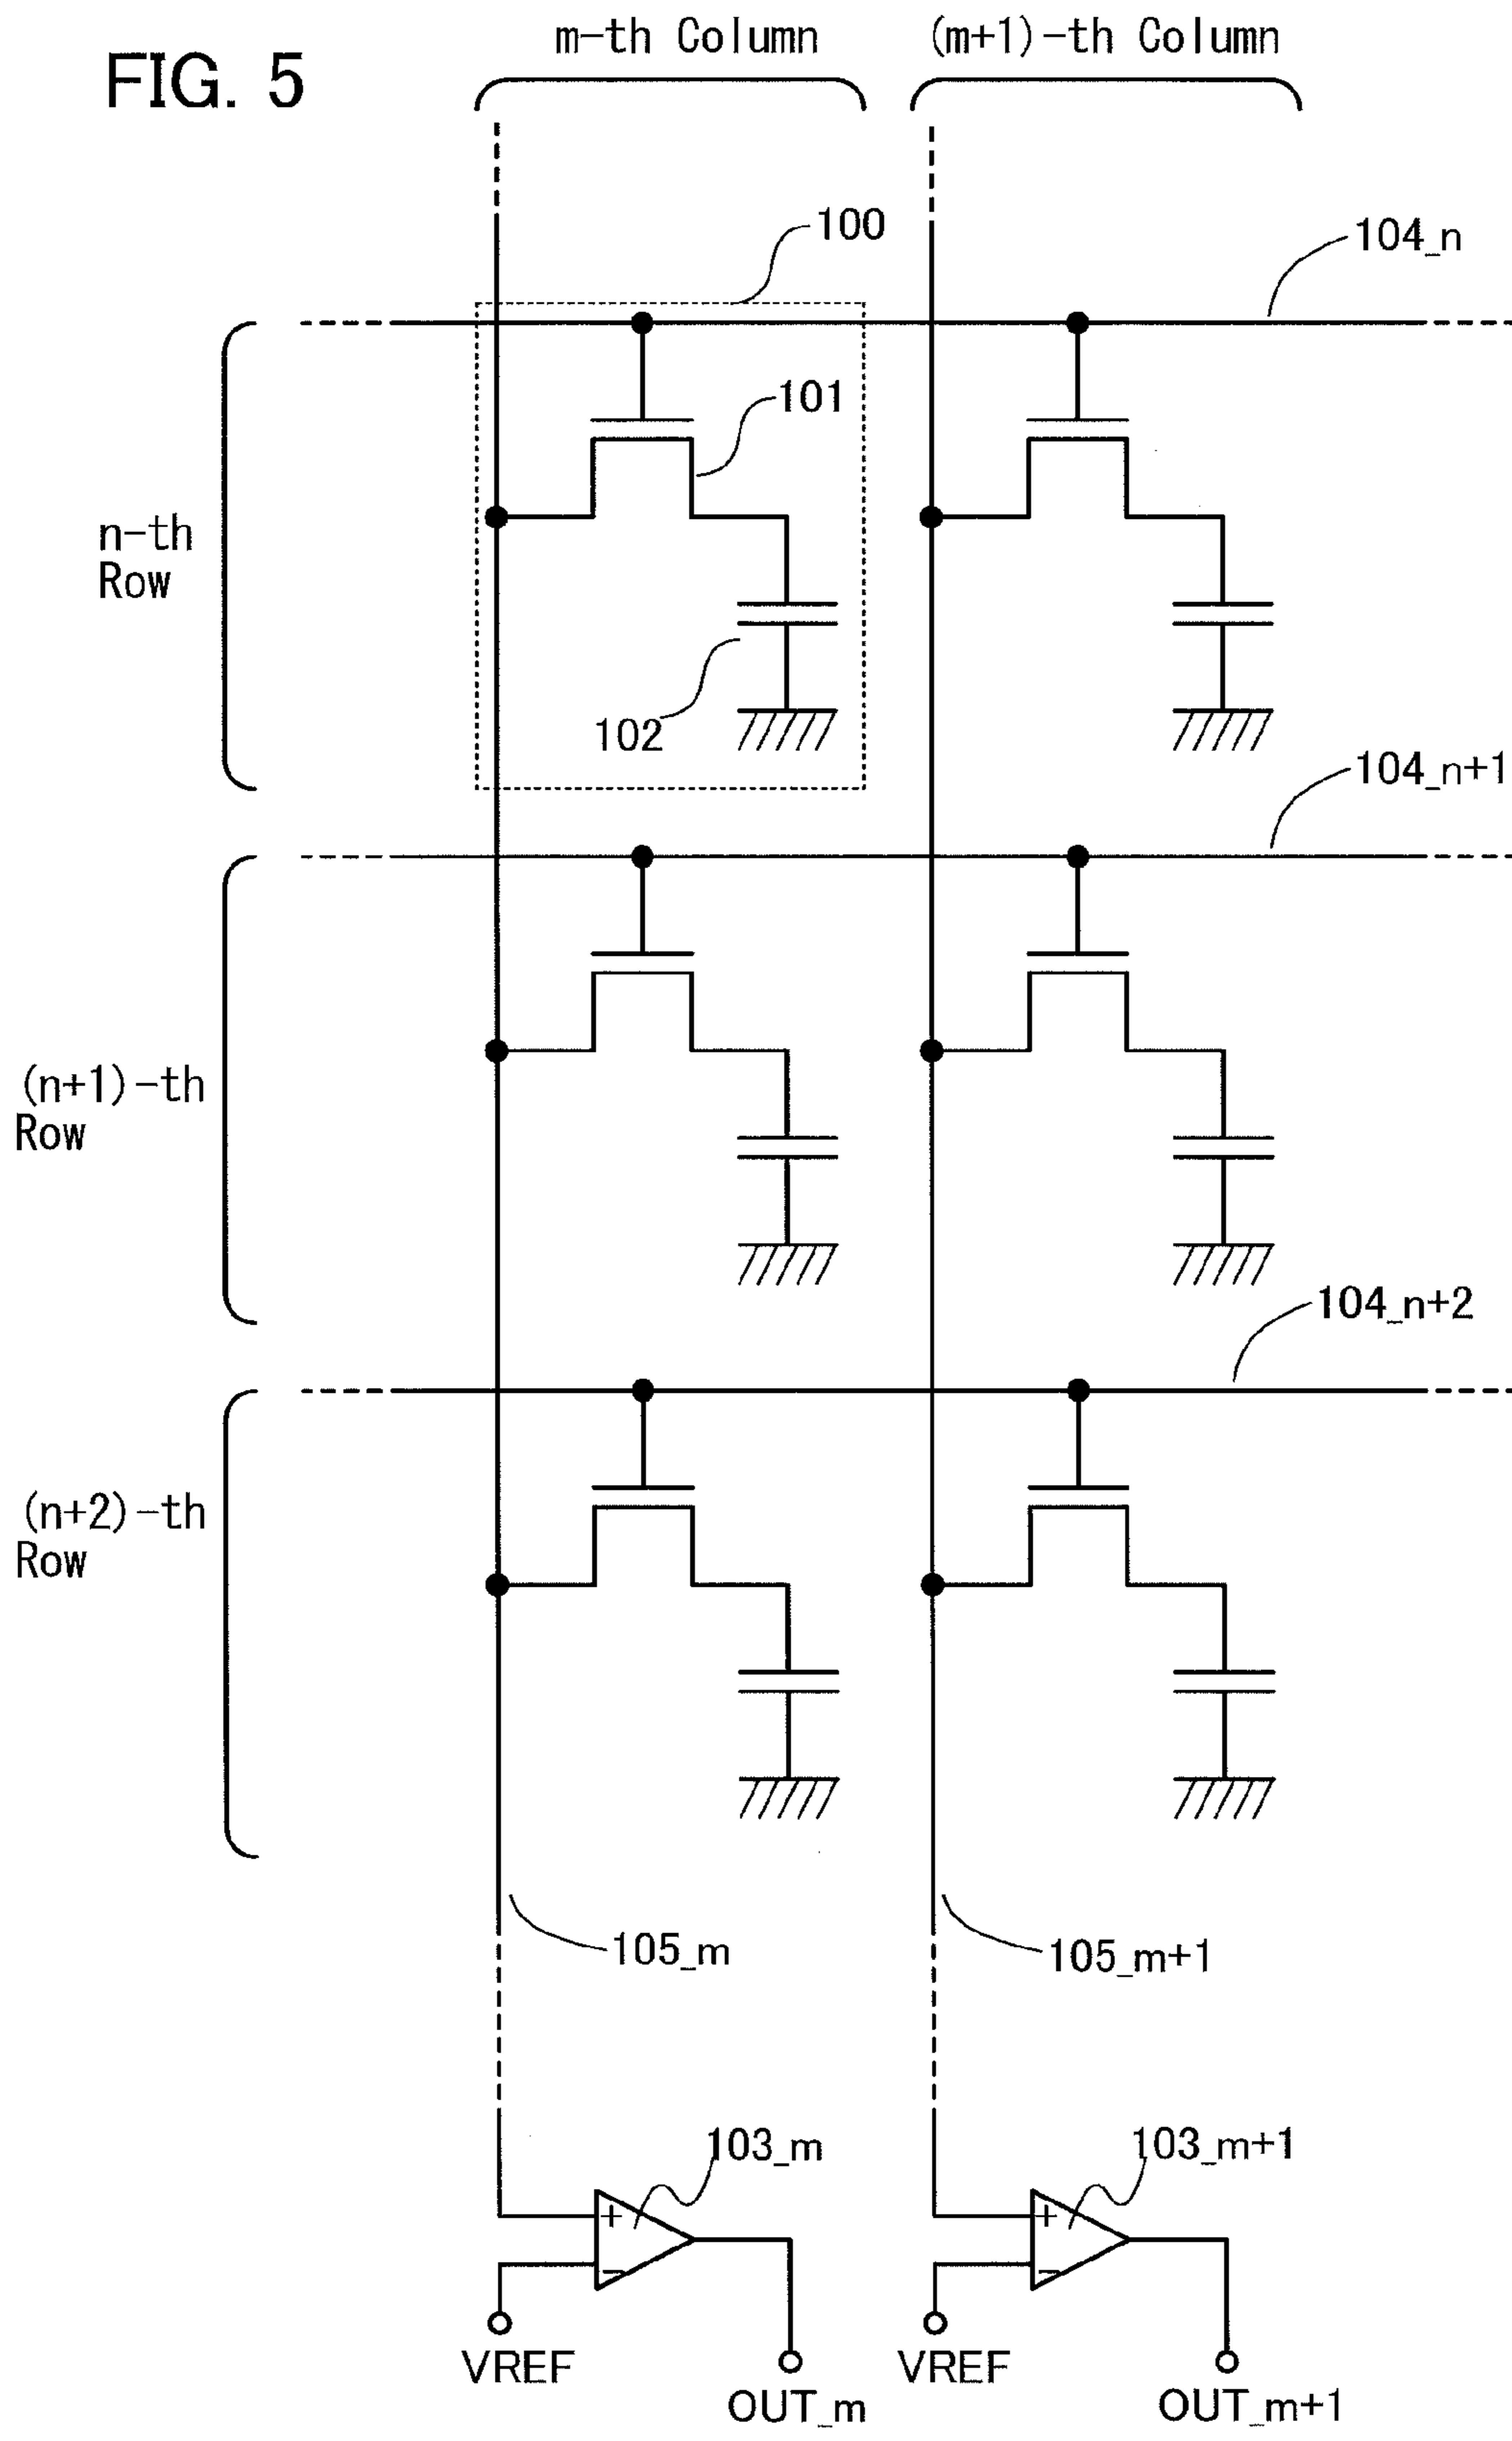 FIG. 5
m-th Column
(m+1)-th Column
100
104_n
101
n-th
Row
102
104_n+1
(n+1)-th
Row
104_n+2
(n+2)-th
Row
105_m
105_m+1
103_m
103_m+1
+
+
−
−
VREF
VREF
OUT_m
OUT_m+1